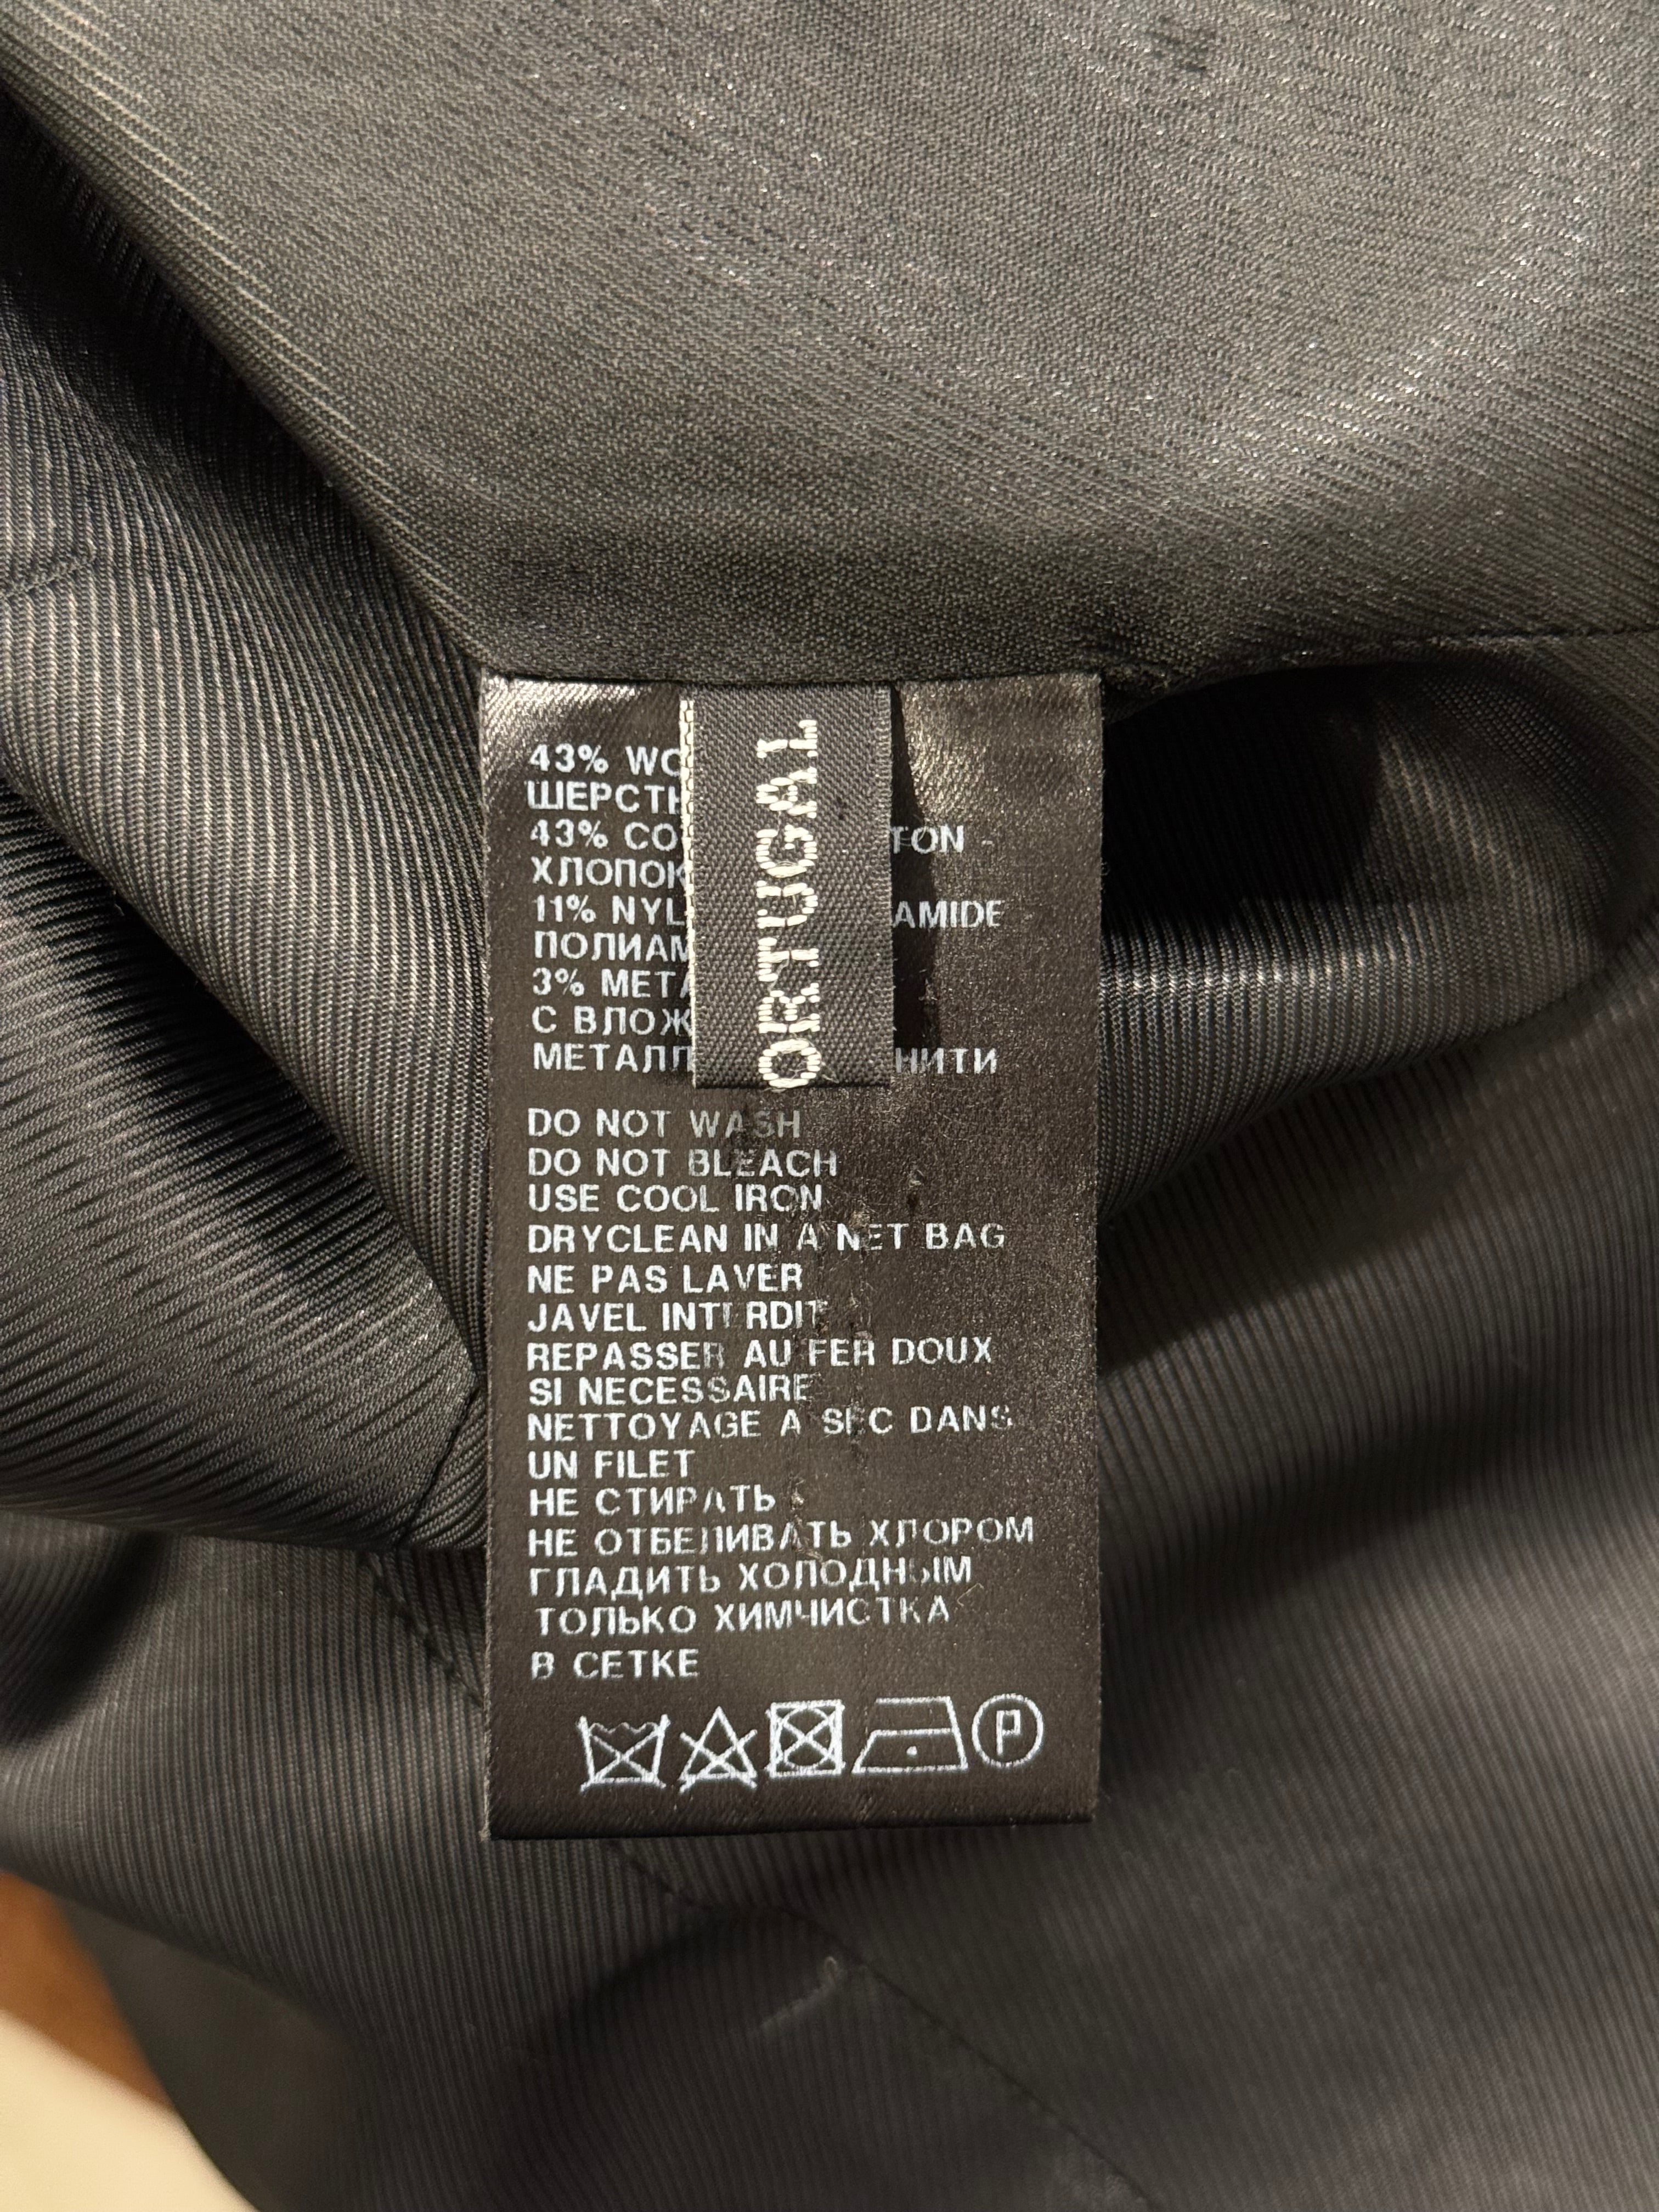 43% WO
ШЕРСТ
43% CO TON -
ХЛОПОК
11% NYL AMIDE
ПОЛИАМ
3% META
С ВЛОЖ
МЕТАЛЛ НИТИ
DO NOT WASH
DO NOT BLEACH
USE COOL IRON
DRYCLEAN IN A NET BAG
NE PAS LAVER
JAVEL INTERDIT
REPASSER AU FER DOUX
SI NECESSAIRE
NETTOYAGE A SEC DANS
UN FILET
НЕ СТИРАТЬ
НЕ ОТБЕЛИВАТЬ ХЛОРОМ
ГЛАДИТЬ ХОЛОДНЫМ
ТОЛЬКО ХИМЧИСТКА
В СЕТКЕ
P
ORTUGAL